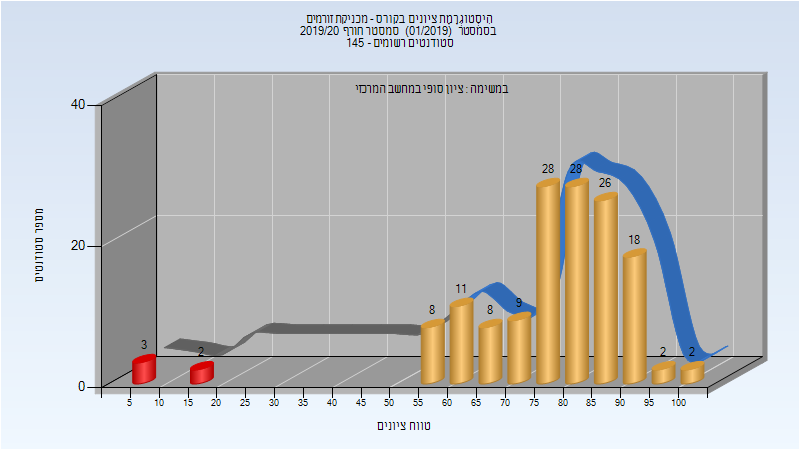 היסטוגרמת ציונים בקורס - מכניקת זורמים
בסמסטר (01/2019) סמסטר חורף 2019/20
סטודנטים רשומים - 145
במשימה : ציון סופי במחשב המרכזי
מספר סטודנטים
40
20
0
3
2
8
11
8
9
28
28
26
18
2
2
5 10 15 20 25 30 35 40 45 50 55 60 65 70 75 80 85 90 95 100
טווח ציונים